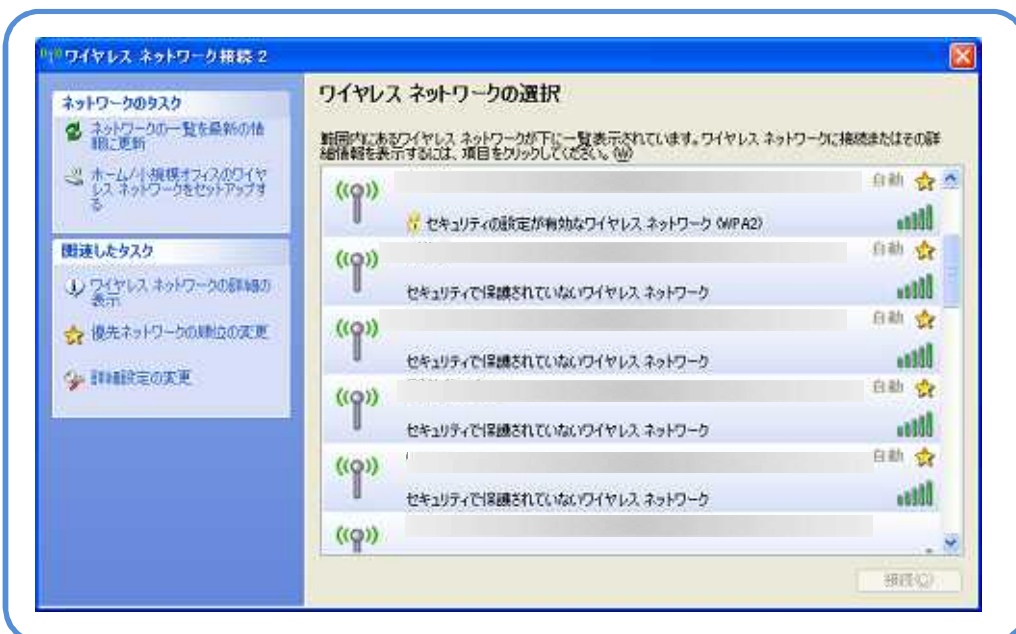 ワイヤレス ネットワーク接続 2
ネットワークのタスク
ネットワークの一覧を最新の情
報に更新
ホーム/小規模オフィスのワイヤ
レス ネットワークをセットアップす
る
関連したタスク
ワイヤレス ネットワークの詳細の
表示
優先ネットワークの順位の変更
詳細設定の変更
ワイヤレス ネットワークの選択
範囲内にあるワイヤレス ネットワークが下に一覧表示されています。ワイヤレス ネットワークに接続またはその詳
細情報を表示するには、項目をクリックしてください。(W)
自動
セキュリティの設定が有効なワイヤレス ネットワーク (WPA2)
自動
セキュリティで保護されていないワイヤレス ネットワーク
自動
セキュリティで保護されていないワイヤレス ネットワーク
自動
セキュリティで保護されていないワイヤレス ネットワーク
自動
セキュリティで保護されていないワイヤレス ネットワーク
接続(C)